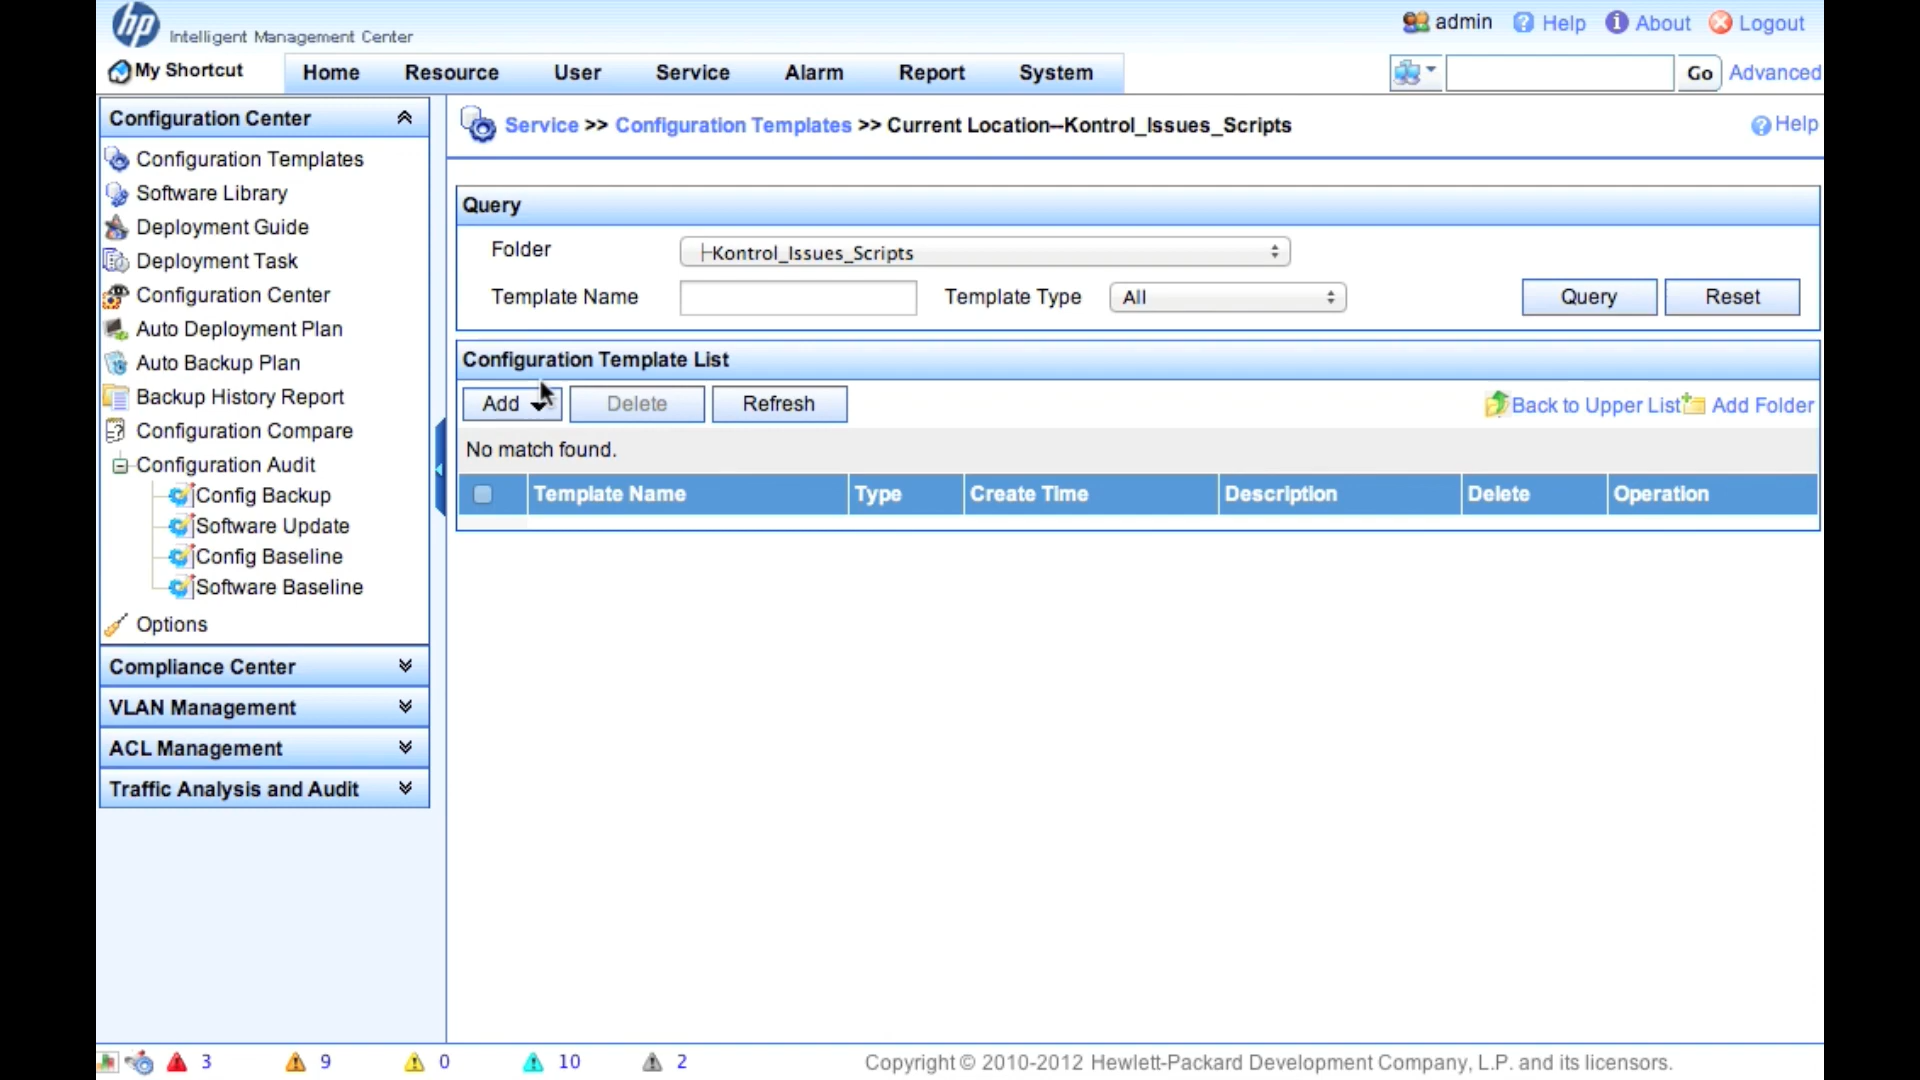 hp Intelligent Management Center
admin Help About Logout
My Shortcut Home Resource User Service Alarm Report System Go Advanced
Configuration Center
Configuration Templates
Software Library
Deployment Guide
Deployment Task
Configuration Center
Auto Deployment Plan
Auto Backup Plan
Backup History Report
Configuration Compare
Configuration Audit
Config Backup
Software Update
Config Baseline
Software Baseline
Options
Compliance Center
VLAN Management
ACL Management
Traffic Analysis and Audit
Service >> Configuration Templates >> Current Location--Kontrol_Issues_Scripts Help
Query
Folder ├Kontrol_Issues_Scripts
Template Name Template Type All Query Reset
Configuration Template List
Add Delete Refresh Back to Upper List Add Folder
No match found.
Template Name Type Create Time Description Delete Operation
3 9 0 10 2 Copyright © 2010-2012 Hewlett-Packard Development Company, L.P. and its licensors.